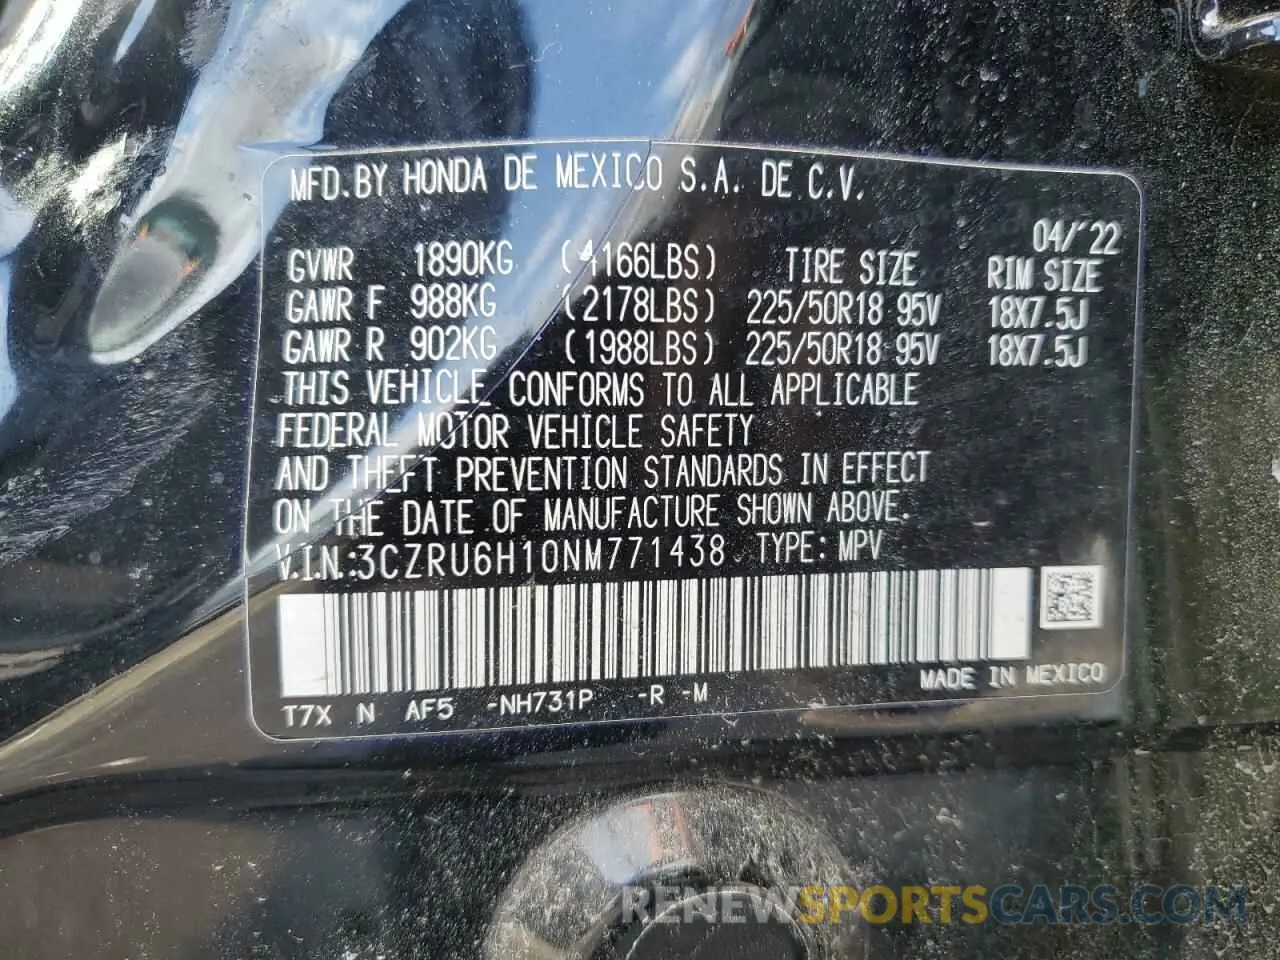 MFD.BY HONDA DE MEXICO S.A. DE C.V.
04/'22
GVWR 1890KG (4166LBS) TIRE SIZE RIM SIZE
GAWR F 988KG (2178LBS) 225/50R18 95V 18X7.5J
GAWR R 902KG (1988LBS) 225/50R18 95V 18X7.5J
THIS VEHICLE CONFORMS TO ALL APPLICABLE
FEDERAL MOTOR VEHICLE SAFETY
AND THEFT PREVENTION STANDARDS IN EFFECT
ON THE DATE OF MANUFACTURE SHOWN ABOVE.
V.I.N.:3CZRU6H10NM771438 TYPE: MPV
MADE IN MEXICO
T7X N AF5 -NH731P -R -M
RENEWSPORTSCARS.COM